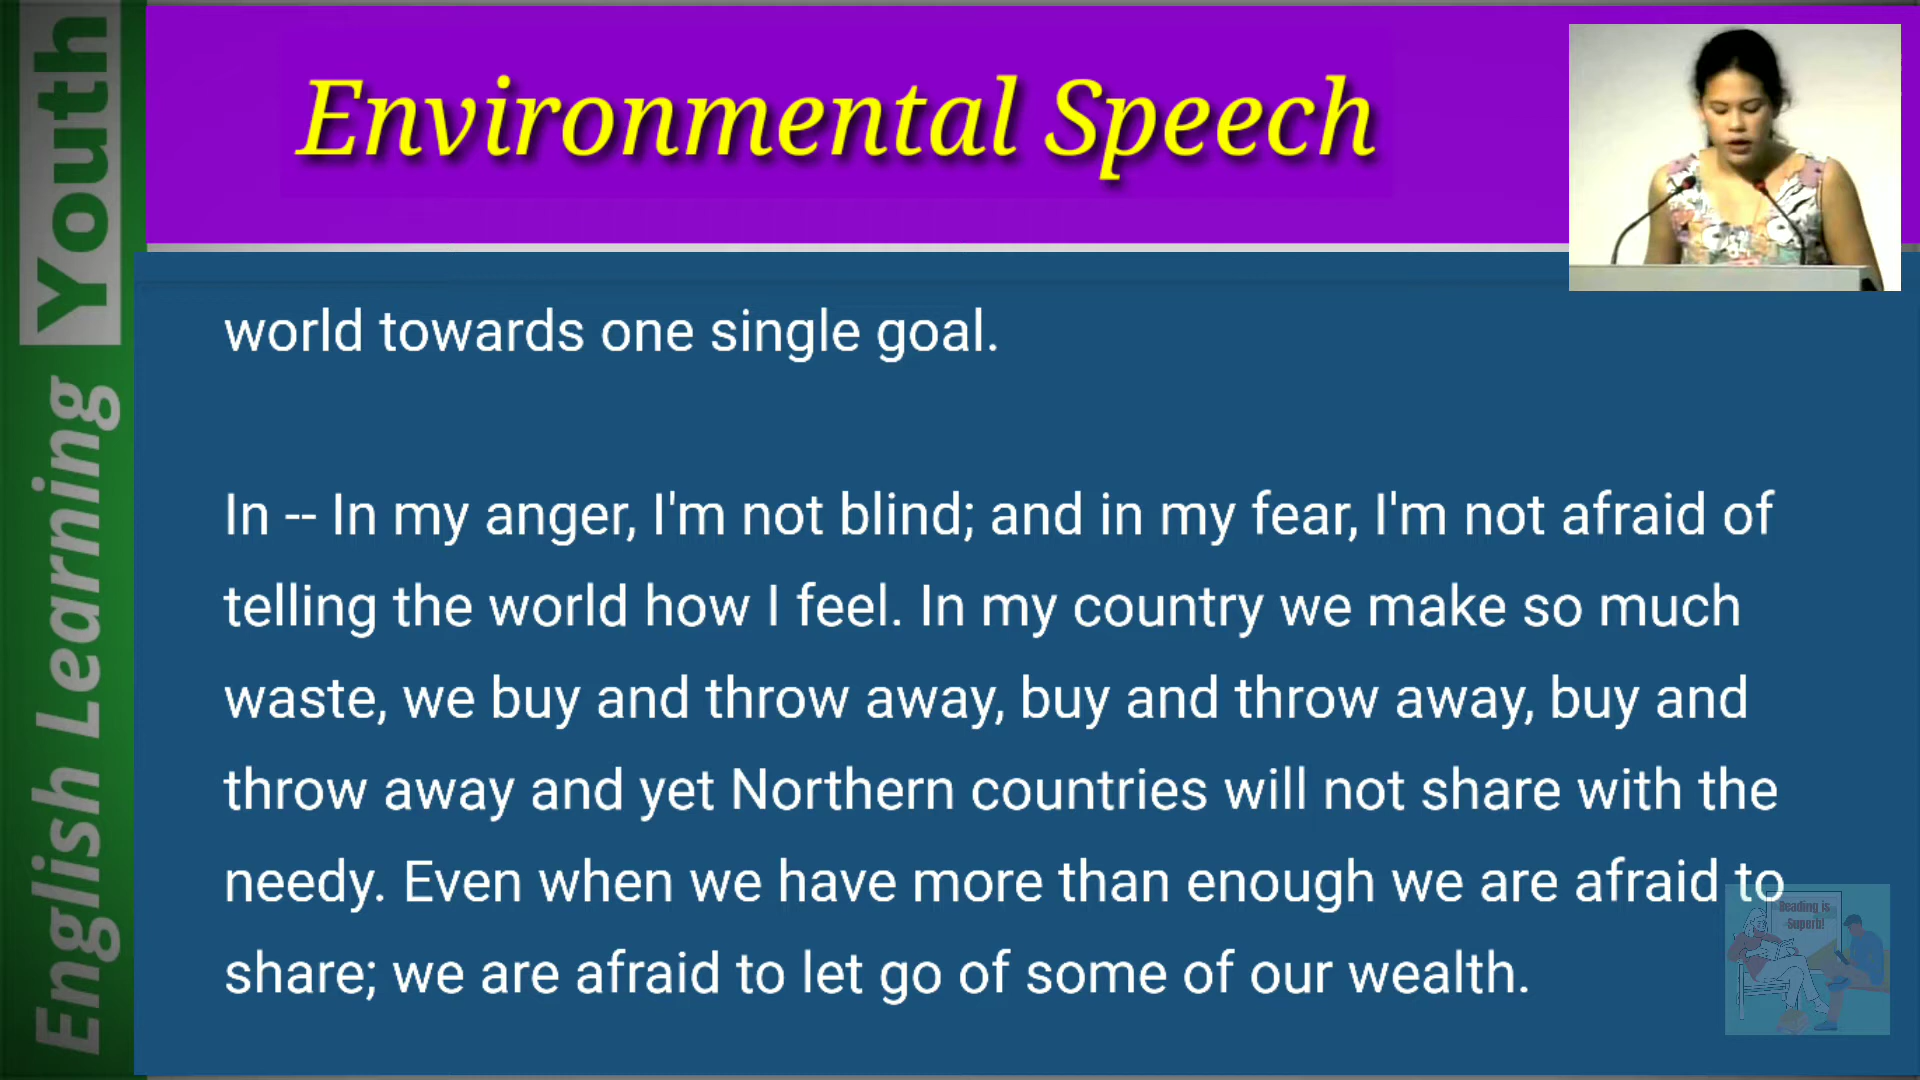 English Learning Youth
Environmental Speech
world towards one single goal.
In -- In my anger, I'm not blind; and in my fear, I'm not afraid of
telling the world how I feel. In my country we make so much
waste, we buy and throw away, buy and throw away, buy and
throw away and yet Northern countries will not share with the
needy. Even when we have more than enough we are afraid to
share; we are afraid to let go of some of our wealth.
Reading is
Superb!